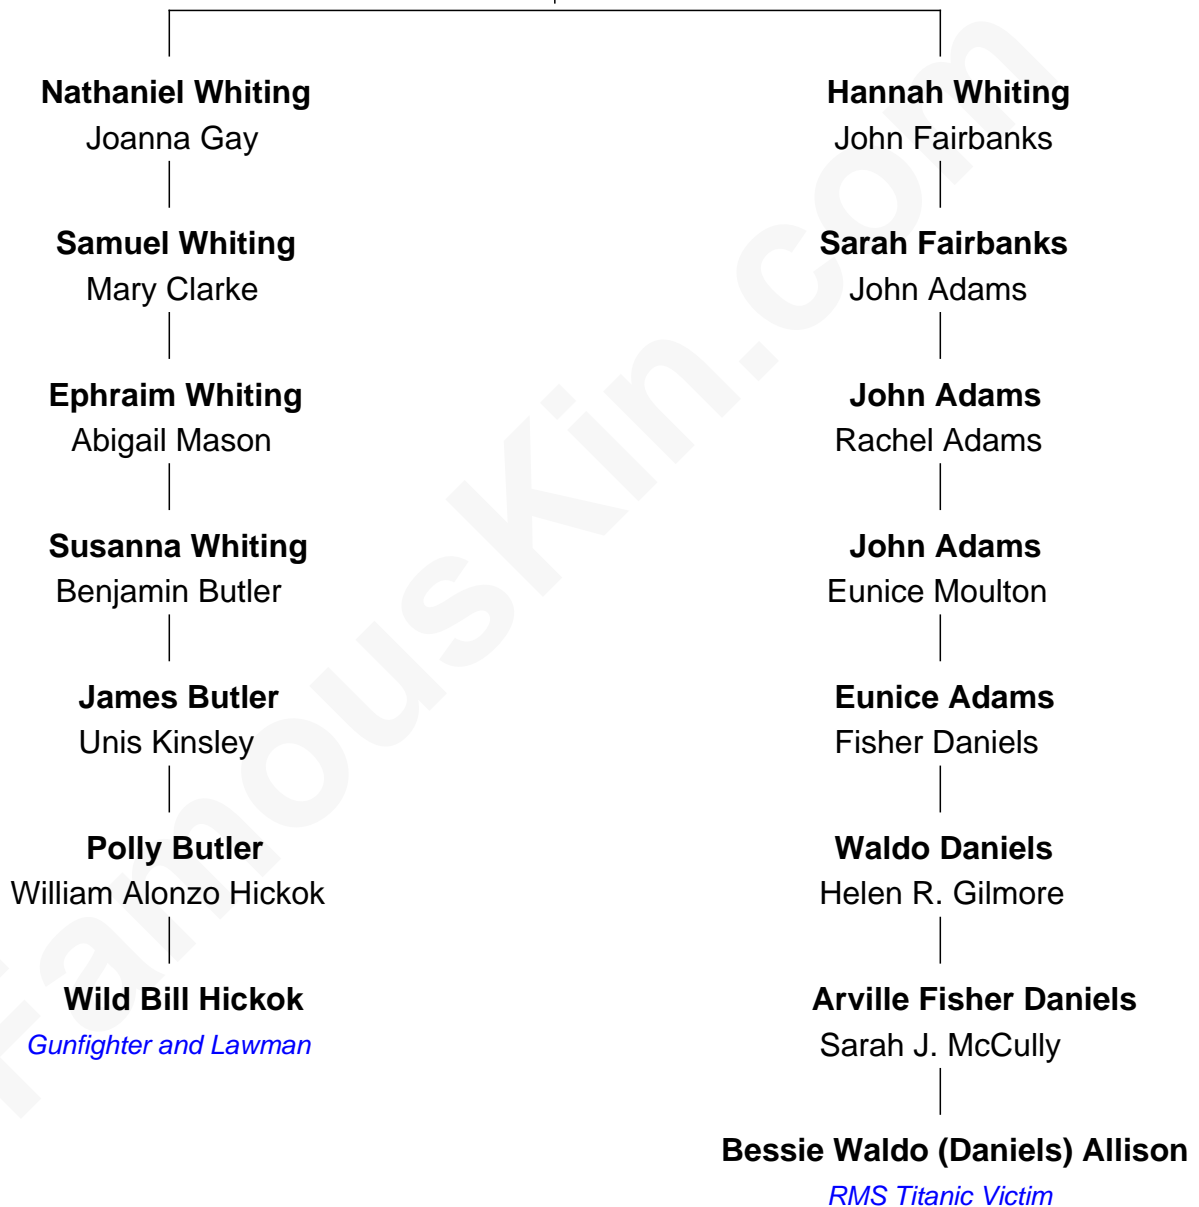 Nathaniel Whiting
Joanna Gay
Samuel Whiting
Mary Clarke
Ephraim Whiting
Abigail Mason
Susanna Whiting
Benjamin Butler
James Butler
Unis Kinsley
Polly Butler
William Alonzo Hickok
Wild Bill Hickok
Gunfighter and Lawman
Hannah Whiting
John Fairbanks
Sarah Fairbanks
John Adams
John Adams
Rachel Adams
John Adams
Eunice Moulton
Eunice Adams
Fisher Daniels
Waldo Daniels
Helen R. Gilmore
Arville Fisher Daniels
Sarah J. McCully
Bessie Waldo (Daniels) Allison
RMS Titanic Victim
FamousKin.com